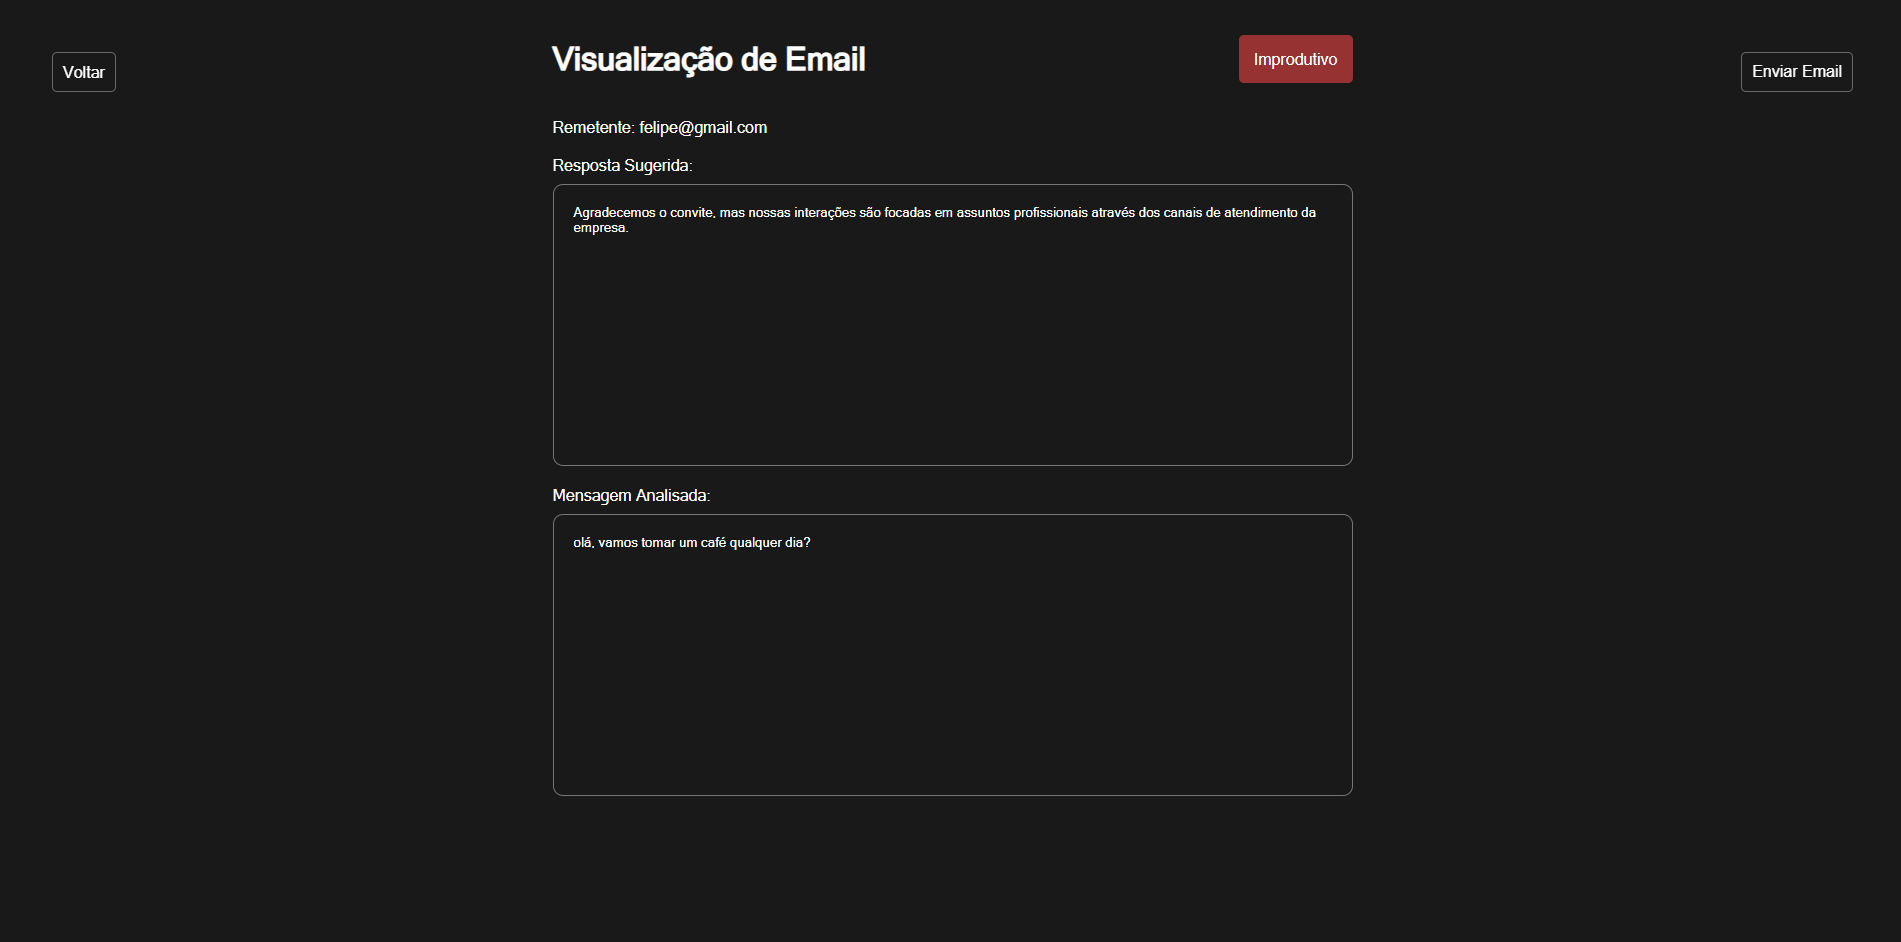 Voltar
Visualização de Email
Improdutivo
Enviar Email
Remetente: felipe@gmail.com
Resposta Sugerida:
Agradecemos o convite, mas nossas interações são focadas em assuntos profissionais através dos canais de atendimento da
empresa.
Mensagem Analisada:
olá, vamos tomar um café qualquer dia?